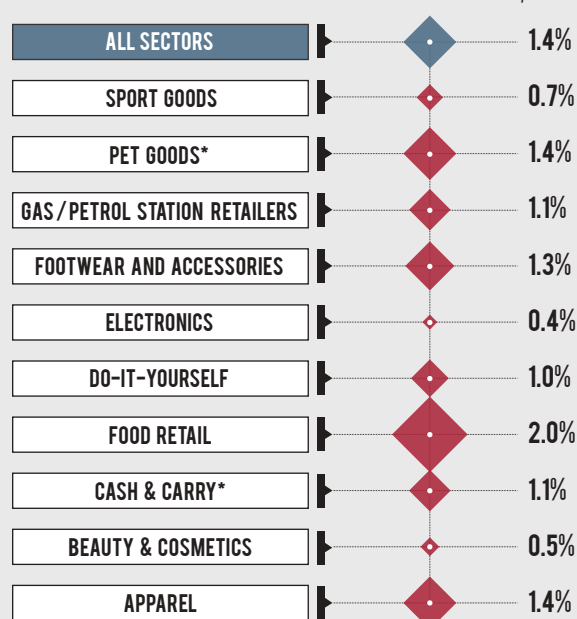 ALL SECTORS 1.4%
SPORT GOODS 0.7%
PET GOODS* 1.4%
GAS/PETROL STATION RETAILERS 1.1%
FOOTWEAR AND ACCESSORIES 1.3%
ELECTRONICS 0.4%
DO-IT-YOURSELF 1.0%
FOOD RETAIL 2.0%
CASH & CARRY* 1.1%
BEAUTY & COSMETICS 0.5%
APPAREL 1.4%